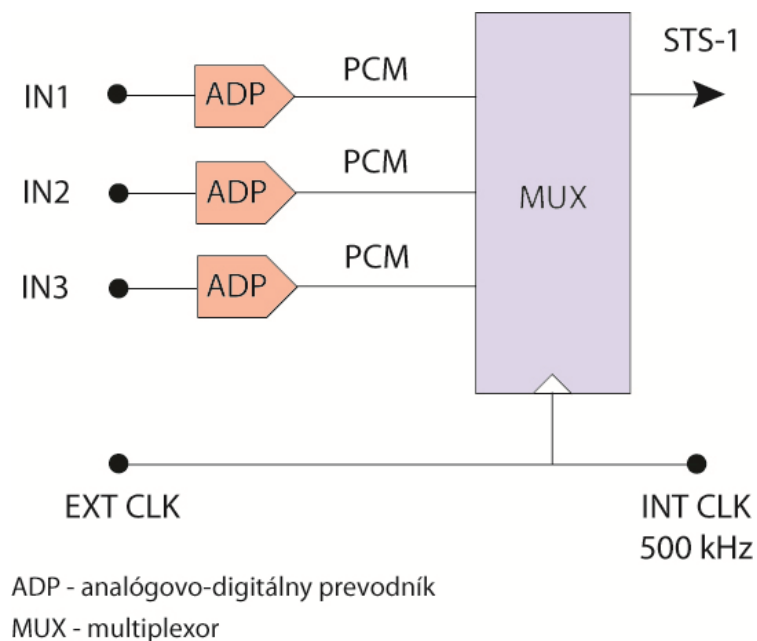 STS-1
IN1 ADP PCM
IN2 ADP PCM MUX
IN3 ADP PCM
EXT CLK INT CLK
500 kHz
ADP - analógovo-digitálny prevodník
MUX - multiplexor